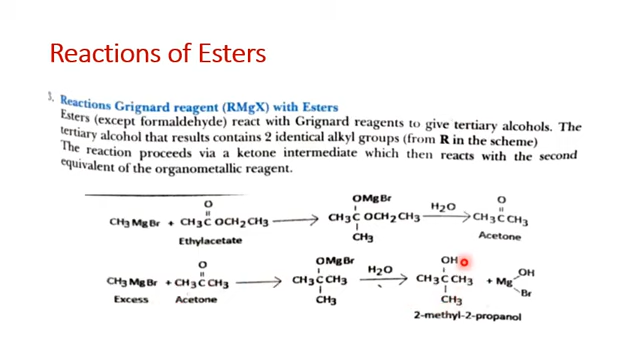 Reactions of Esters
3. Reactions Grignard reagent (RMgX) with Esters
Esters (except formaldehyde) react with Grignard reagents to give tertiary alcohols. The
tertiary alcohol that results contains 2 identical alkyl groups (from R in the scheme)
The reaction proceeds via a ketone intermediate which then reacts with the second
equivalent of the organometallic reagent.
O OMgBr O
CH3 MgBr + CH3C OCH2CH3 CH3C OCH2CH3 H2O CH3CCH3
Ethylacetate CH3 Acetone
O OMgBr OH
CH3 MgBr + CH3CCH3 CH3CCH3 H2O CH3CCH3 + Mg OH Br
Excess Acetone CH3 CH3
2-methyl-2-propanol